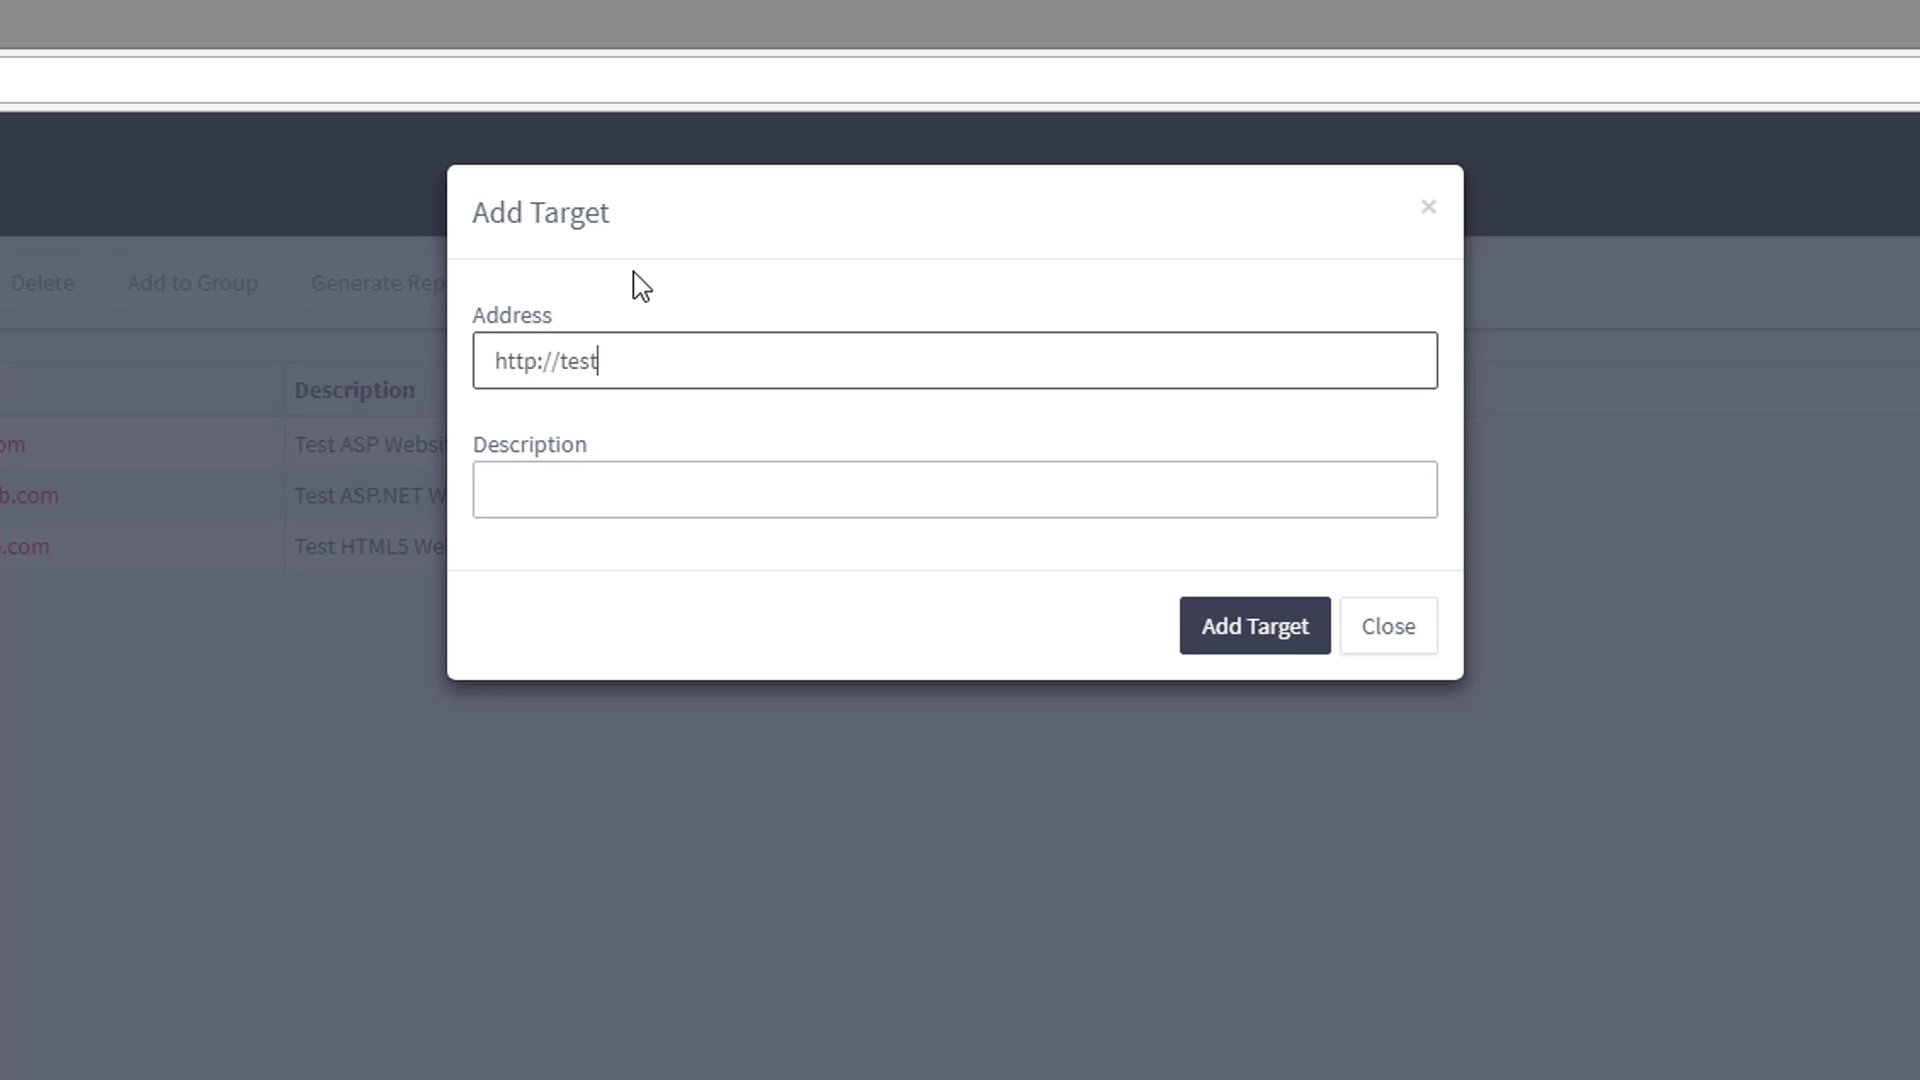 Add Target
×
Delete
Add to Group
Generate Rep
Address
http://test
Description
om
Test ASP Websi
Description
b.com
Test ASP.NET W
.com
Test HTML5 We
Add Target
Close